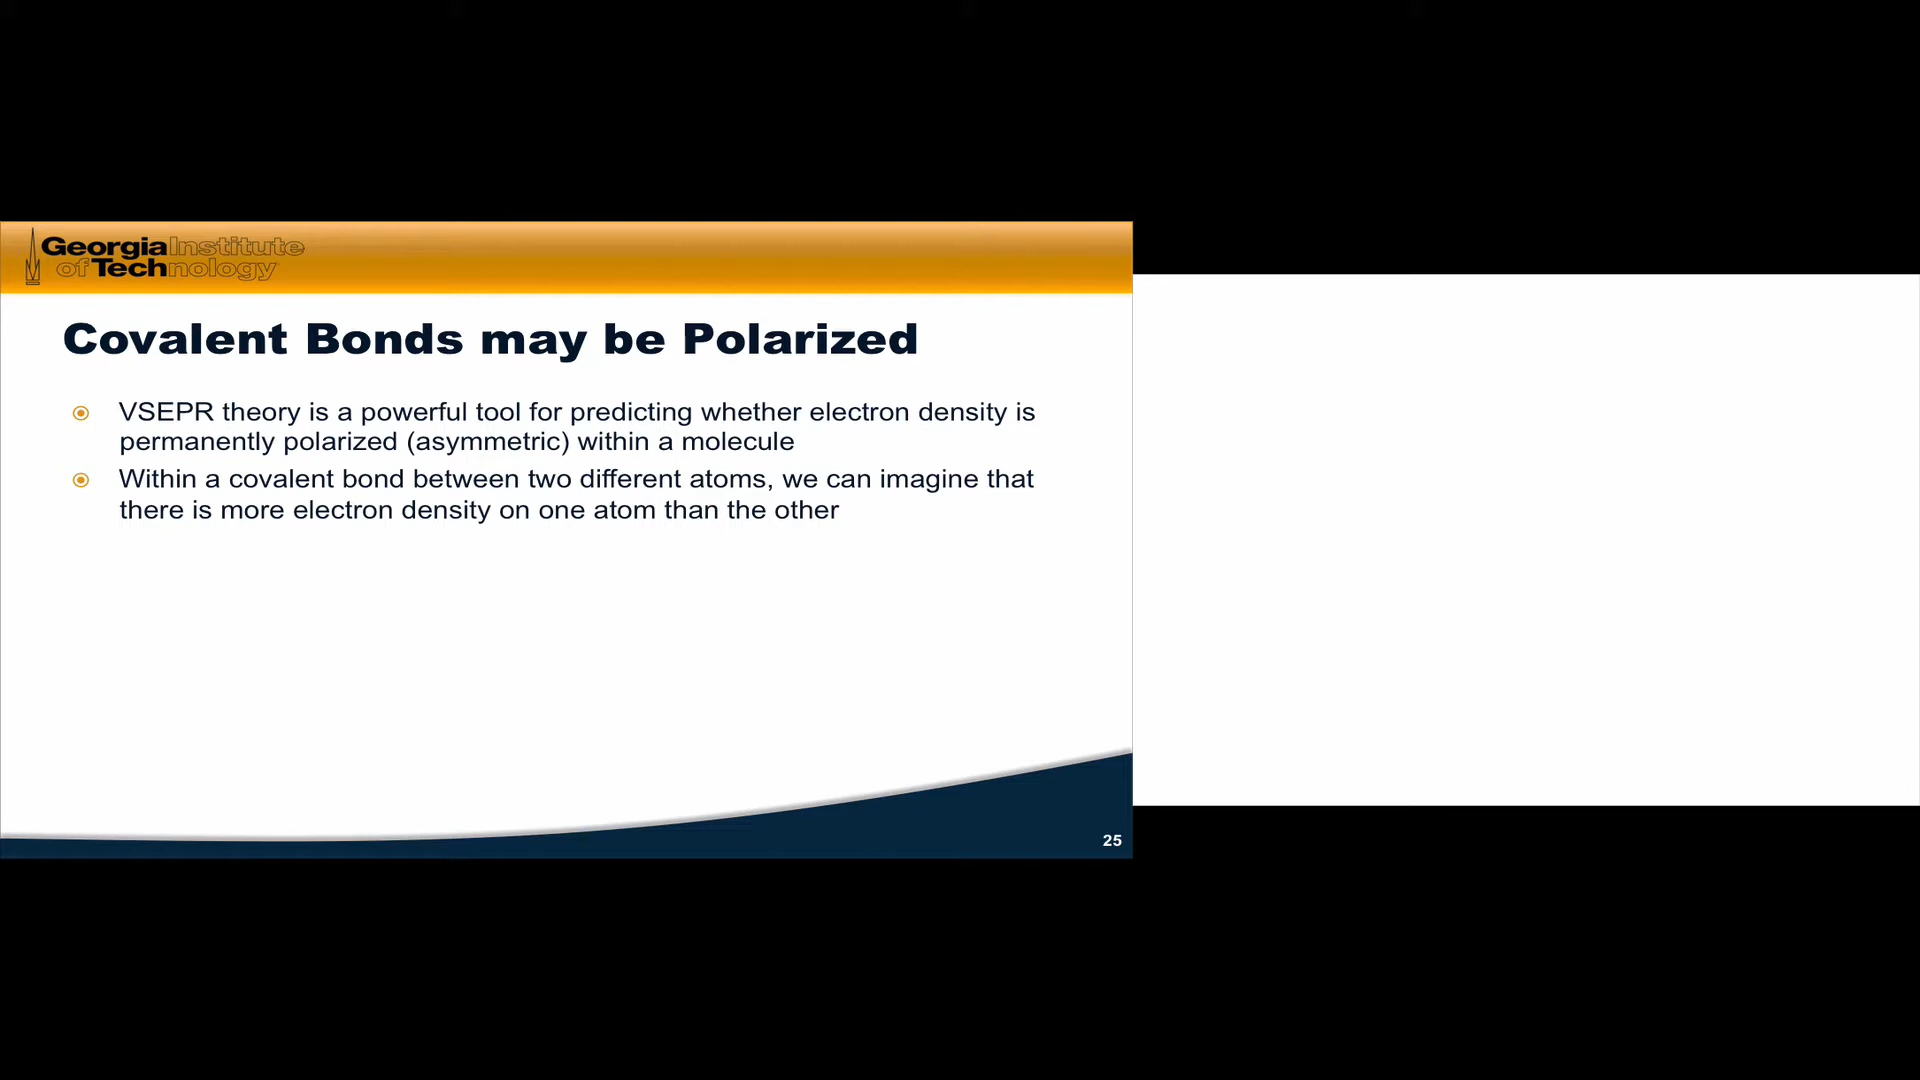 Georgia Institute
of Technology
Covalent Bonds may be Polarized
VSEPR theory is a powerful tool for predicting whether electron density is
permanently polarized (asymmetric) within a molecule
Within a covalent bond between two different atoms, we can imagine that
there is more electron density on one atom than the other
25